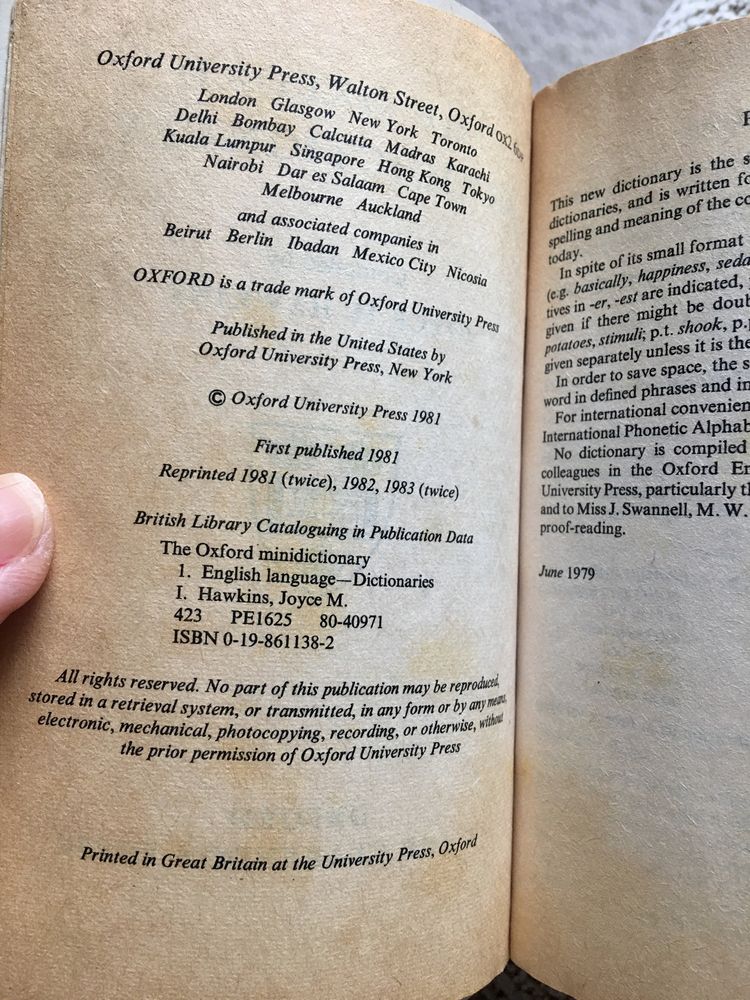 Oxford University Press, Walton Street, Oxford OX2 6DP
London Glasgow New York Toronto
Delhi Bombay Calcutta Madras Karachi
Kuala Lumpur Singapore Hong Kong Tokyo
Nairobi Dar es Salaam Cape Town
Melbourne Auckland
and associated companies in
Beirut Berlin Ibadan Mexico City Nicosia
OXFORD is a trade mark of Oxford University Press
Published in the United States by
Oxford University Press, New York
© Oxford University Press 1981
First published 1981
Reprinted 1981 (twice), 1982, 1983 (twice)
British Library Cataloguing in Publication Data
The Oxford minidictionary
1. English language—Dictionaries
I. Hawkins, Joyce M.
423 PE1625 80-40971
ISBN 0-19-861138-2
All rights reserved. No part of this publication may be reproduced,
stored in a retrieval system, or transmitted, in any form or by any means,
electronic, mechanical, photocopying, recording, or otherwise, without
the prior permission of Oxford University Press
Printed in Great Britain at the University Press, Oxford
This new dictionary is the
dictionaries, and is written
spelling and meaning of the
today.
In spite of its small format
(e.g. basically, happiness,
tives in -er, -est are indicated,
given if there might be
potatoes, stimuli; p.t. shook,
given separately unless it is the
In order to save space, the
word in defined phrases and
For international
International Phonetic
No dictionary is compiled
colleagues in the Oxford
University Press, particularly
and to Miss J. Swannell, M. W.
proof-reading.
June 1979